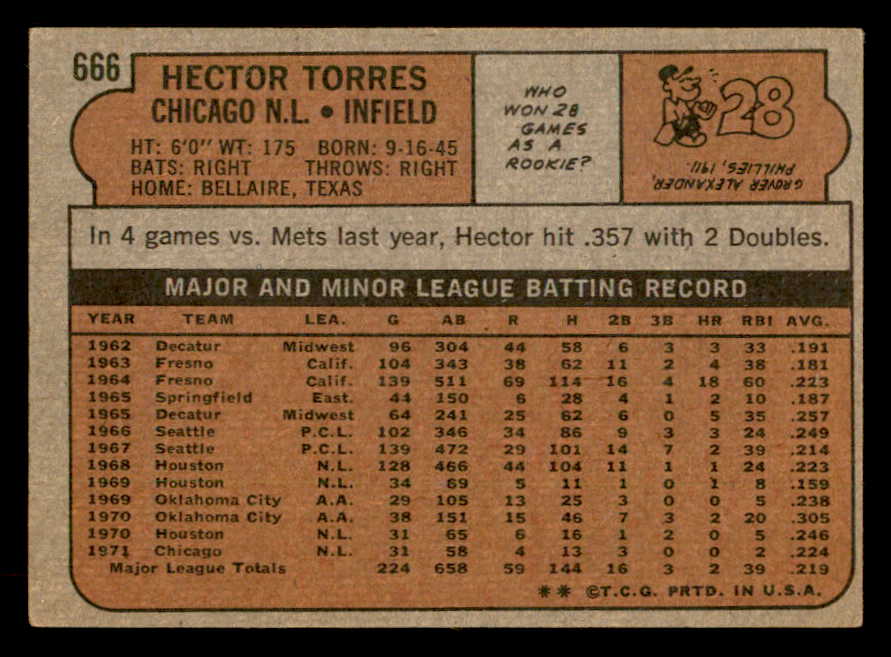 666
HECTOR TORRES
CHICAGO N.L. • INFIELD
HT: 6'0" WT: 175 BORN: 9-16-45
BATS: RIGHT THROWS: RIGHT
HOME: BELLAIRE, TEXAS
WHO
WON 28
GAMES
AS A
ROOKIE?
28
GROVER ALEXANDER,
PHILLIES, 1911.
In 4 games vs. Mets last year, Hector hit .357 with 2 Doubles.
MAJOR AND MINOR LEAGUE BATTING RECORD
YEAR TEAM LEA. G AB R H 2B 3B HR RBI AVG.
1962 Decatur Midwest 96 304 44 58 6 3 3 33 .191
1963 Fresno Calif. 104 343 38 62 11 2 4 38 .181
1964 Fresno Calif. 139 511 69 114 16 4 18 60 .223
1965 Springfield East. 44 150 6 28 4 1 2 10 .187
1965 Decatur Midwest 64 241 25 62 6 0 5 35 .257
1966 Seattle P.C.L. 102 346 34 86 9 3 3 24 .249
1967 Seattle P.C.L. 139 472 29 101 14 7 2 39 .214
1968 Houston N.L. 128 466 44 104 11 1 1 24 .223
1969 Houston N.L. 34 69 5 11 1 0 1 8 .159
1969 Oklahoma City A.A. 29 105 13 25 3 0 0 5 .238
1970 Oklahoma City A.A. 38 151 15 46 7 3 2 20 .305
1970 Houston N.L. 31 65 6 16 1 2 0 5 .246
1971 Chicago N.L. 31 58 4 13 3 0 0 2 .224
Major League Totals 224 658 59 144 16 3 2 39 .219
** ©T.C.G. PRTD. IN U.S.A.